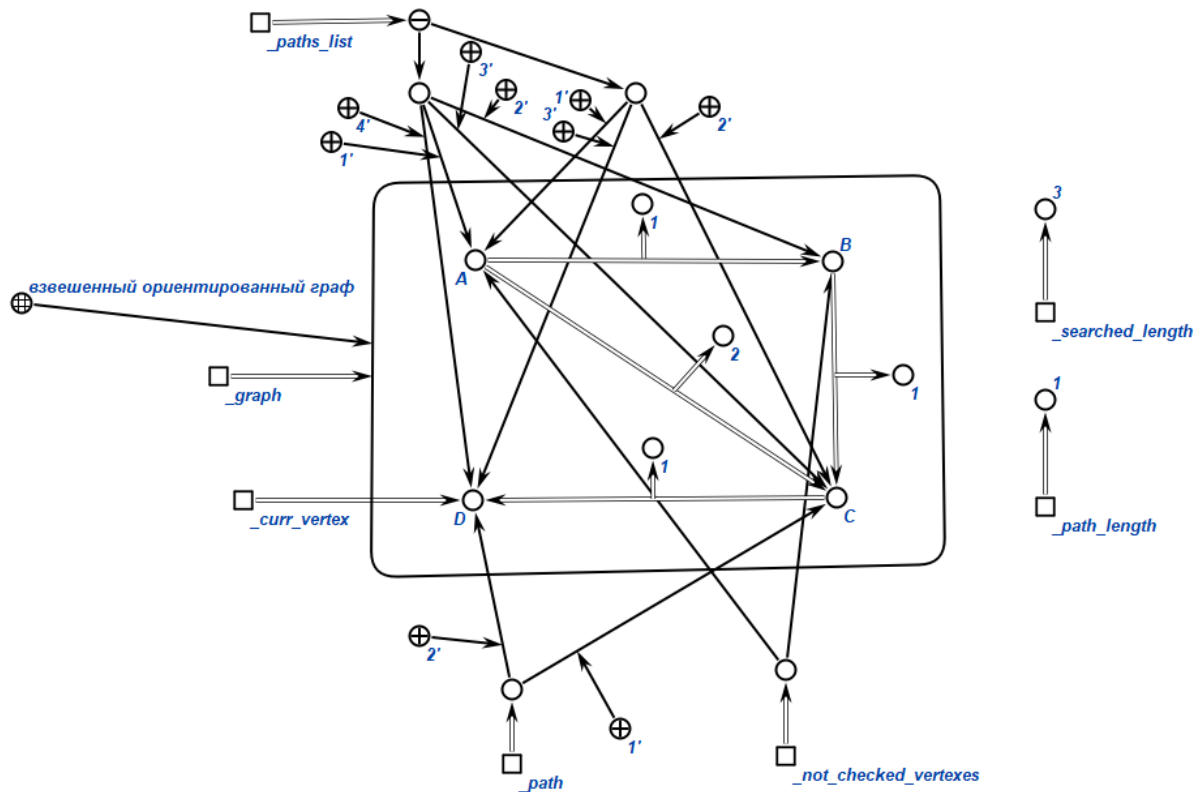 _paths_list
3'
2'
1'
3'
2'
4'
1'
3
1
B
A
взвешенный ориентированный граф
_searched_length
2
_graph
1
1
1
_curr_vertex
D
C
_path_length
2'
1'
_path
_not_checked_vertexes